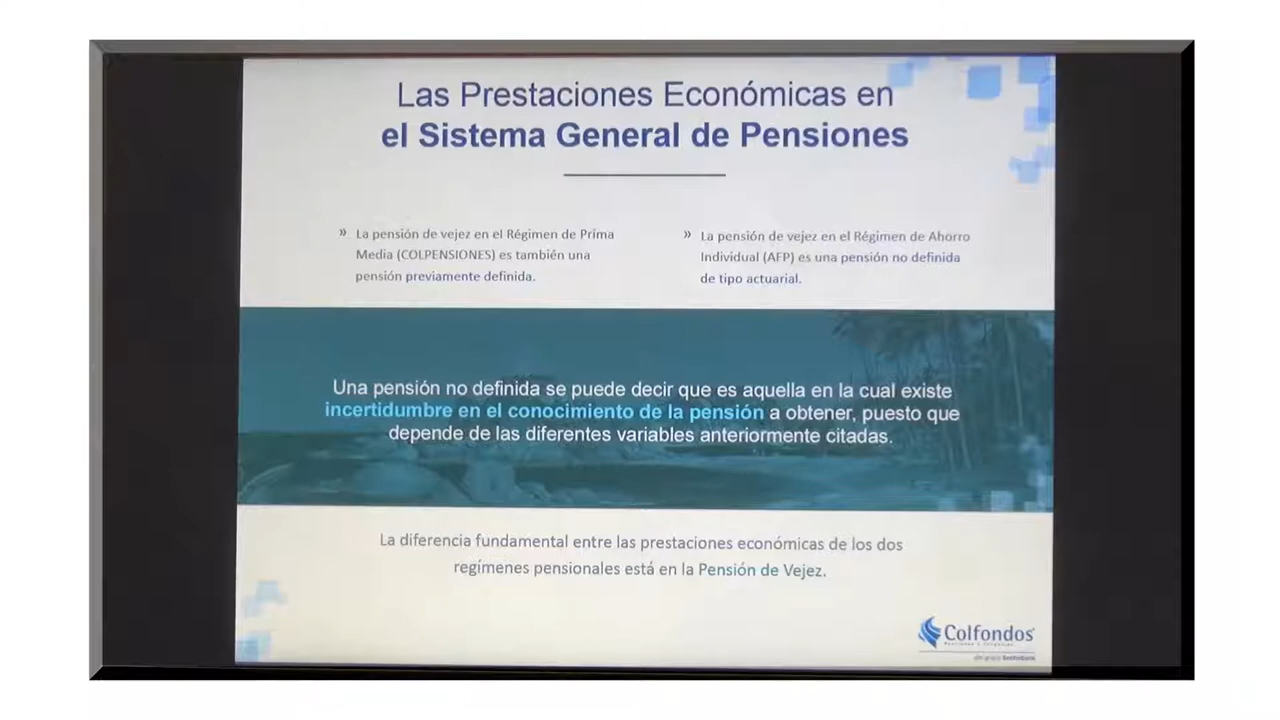 Las Prestaciones Económicas en
el Sistema General de Pensiones
» La pensión de vejez en el Régimen de Prima
Media (COLPENSIONES) es también una
pensión previamente definida.
» La pensión de vejez en el Régimen de Ahorro
Individual (AFP) es una pensión no definida
de tipo actuarial.
Una pensión no definida se puede decir que es aquella en la cual existe
incertidumbre en el conocimiento de la pensión a obtener, puesto que
depende de las diferentes variables anteriormente citadas.
La diferencia fundamental entre las prestaciones económicas de los dos
regímenes pensionales está en la Pensión de Vejez.
Colfondos